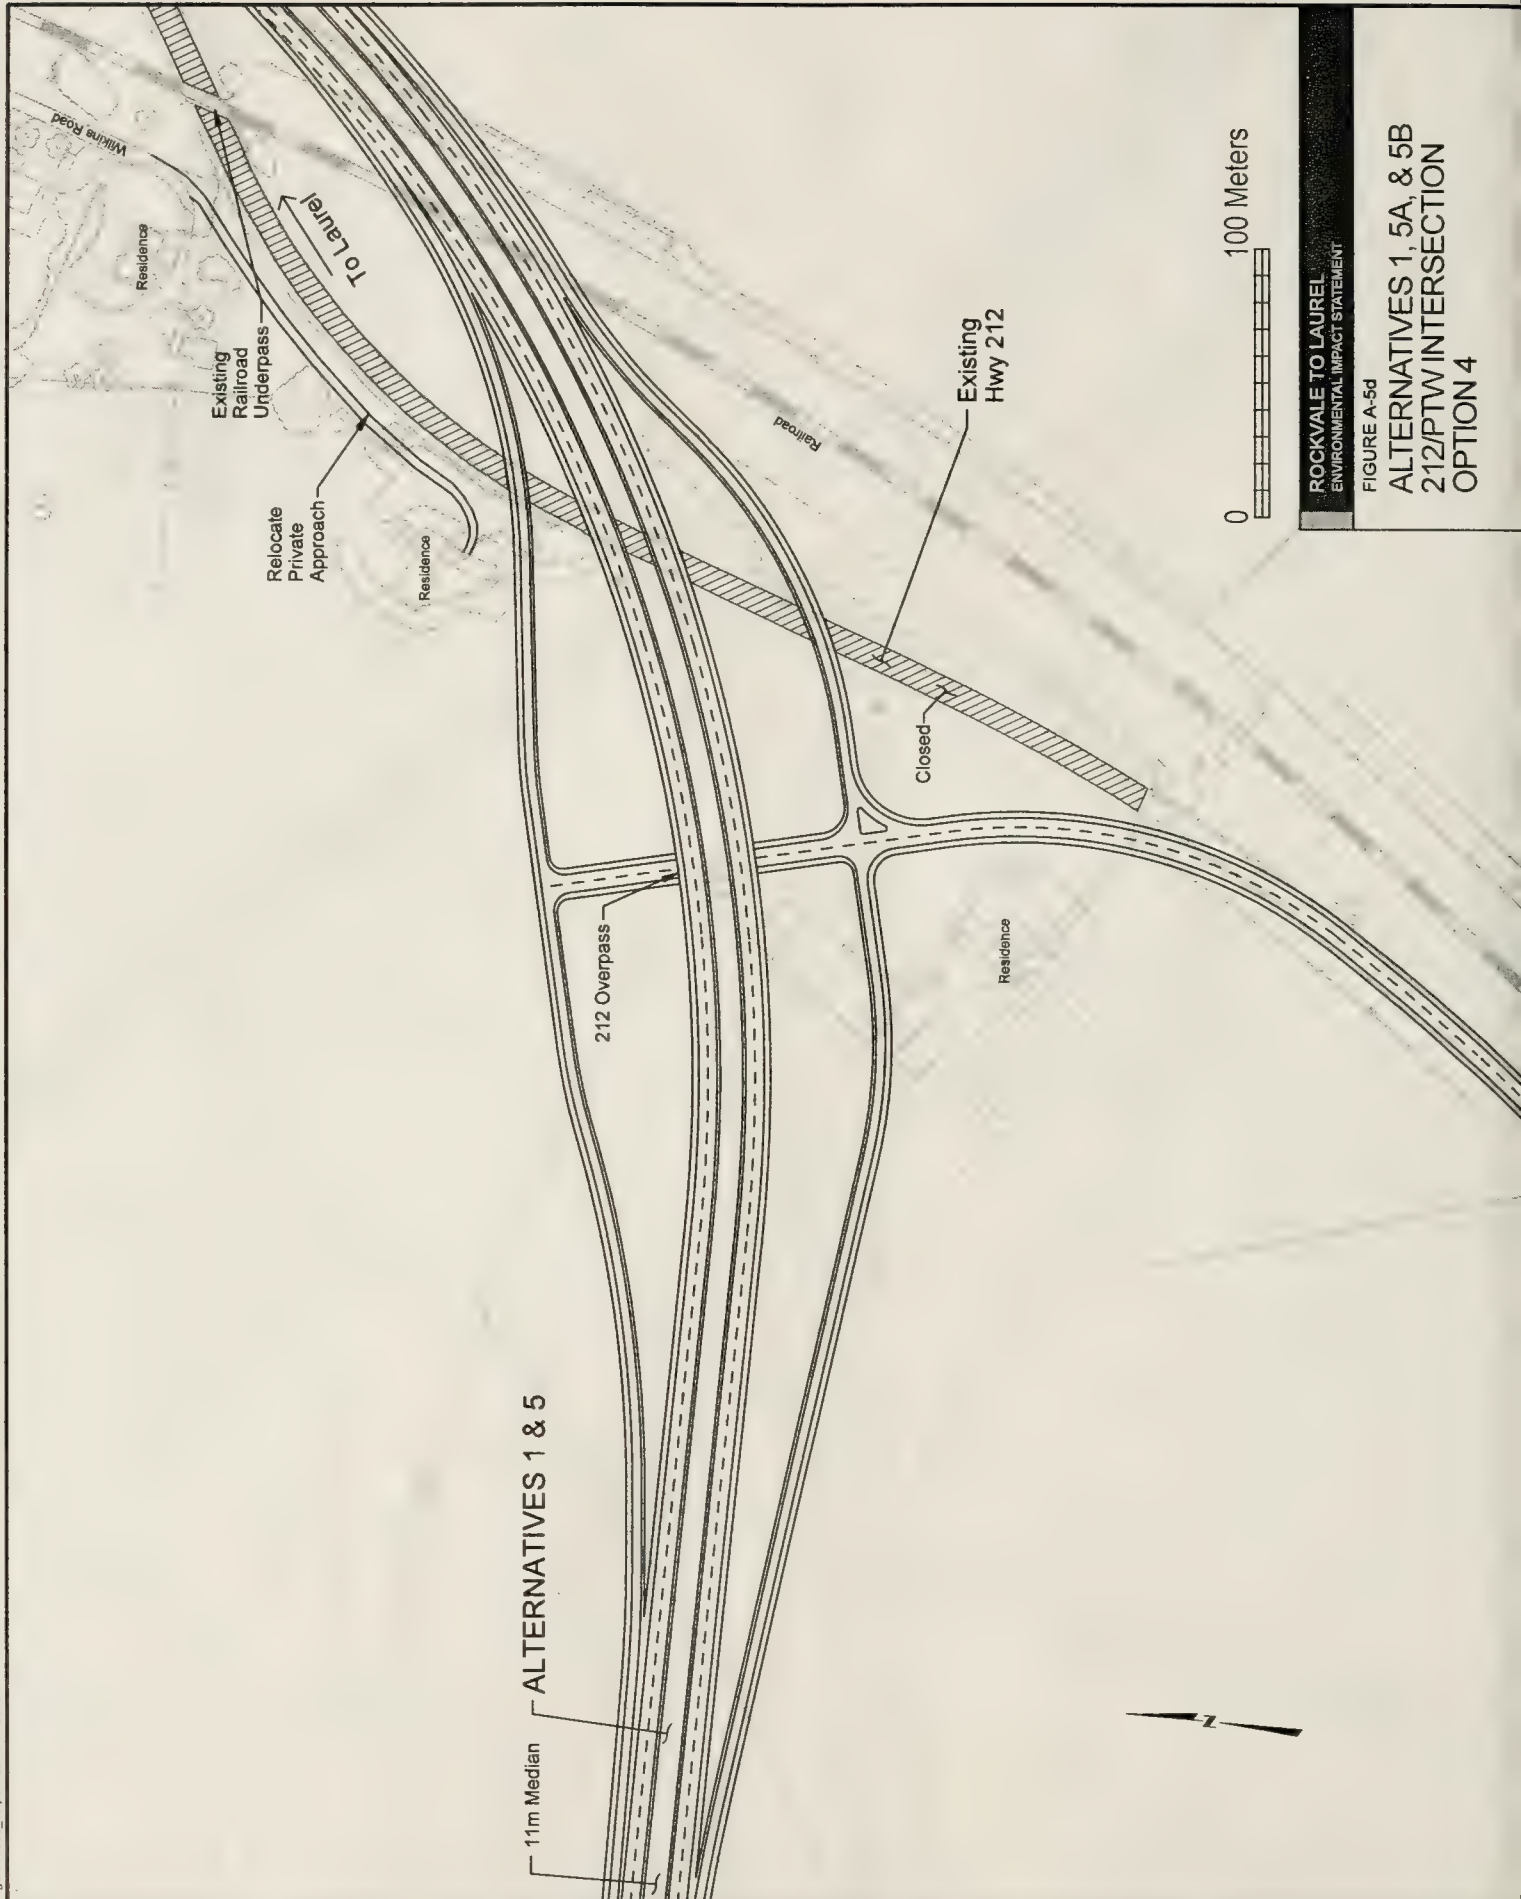 Wilkins Road
Residence
To Laurel
Existing
Railroad
Underpass
Relocate
Private
Approach
Residence
Railroad
Existing
Hwy 212
Closed
212 Overpass
Residence
ALTERNATIVES 1 & 5
11m Median
N
0
100 Meters
ROCKVALE TO LAUREL
ENVIRONMENTAL IMPACT STATEMENT
FIGURE A-5d
ALTERNATIVES 1, 5A, & 5B
212/PTW INTERSECTION
OPTION 4